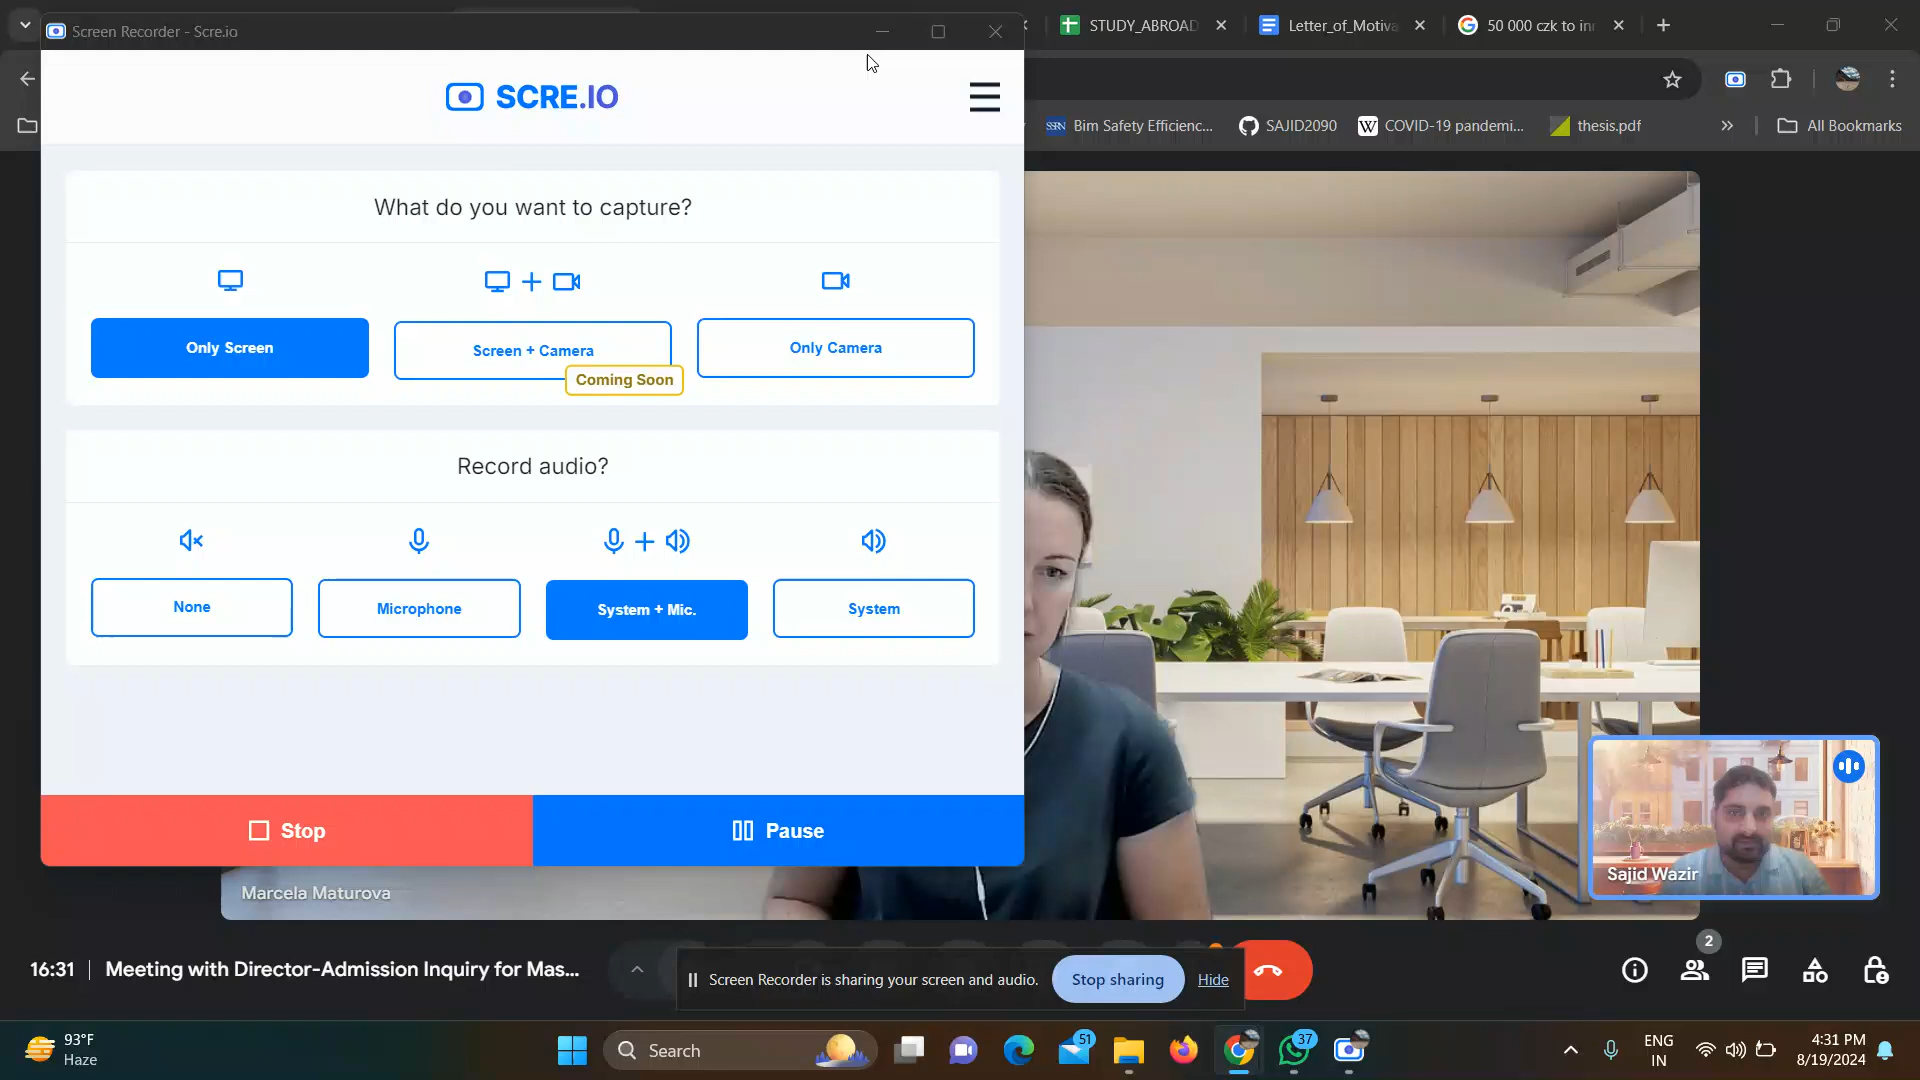 Screen Recorder - Scre.io
STUDY_ABROAD
Letter_of_Motiva
50 000 czk to in
SCRE.IO
SSRN
Bim Safety Efficienc...
SAJID2090
W
COVID-19 pandemi...
thesis.pdf
All Bookmarks
What do you want to capture?
Only Screen
Screen + Camera
Only Camera
Coming Soon
Record audio?
None
Microphone
System + Mic.
System
Stop
Pause
Marcela Maturova
Sajid Wazir
16:31
Meeting with Director-Admission Inquiry for Mas...
Screen Recorder is sharing your screen and audio.
Stop sharing
Hide
2
93°F
Haze
Search
51
37
ENG
IN
4:31 PM
8/19/2024